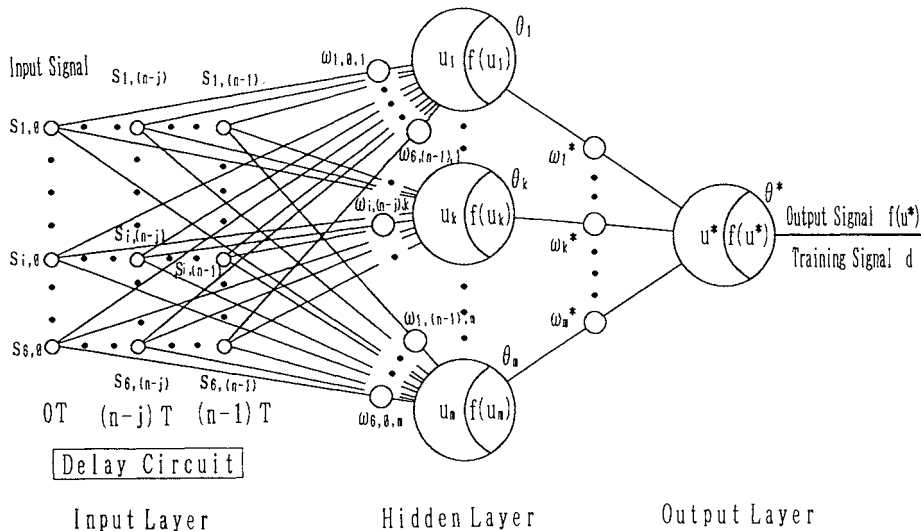 θ₁
ω₁,₀,₁
u₁ f(u₁)
Input Signal
S₁,(n-j) S₁,(n-1)
S₁,₀
ω₆,(n-1),₁
ω₁*
θₖ
ωᵢ,(n-j),ₖ
uₖ f(uₖ)
ωₖ*
θ*
u* f(u*)
Output Signal f(u*)
Training Signal d
Sᵢ,(n-j)
Sᵢ,(n-1)
Sᵢ,₀
ω₁,(n-1),ₘ
ωₘ*
S₆,₀
θₘ
S₆,(n-j) S₆,(n-1)
uₘ f(uₘ)
ω₆,₀,ₘ
0T (n-j)T (n-1)T
Delay Circuit
Input Layer Hidden Layer Output Layer